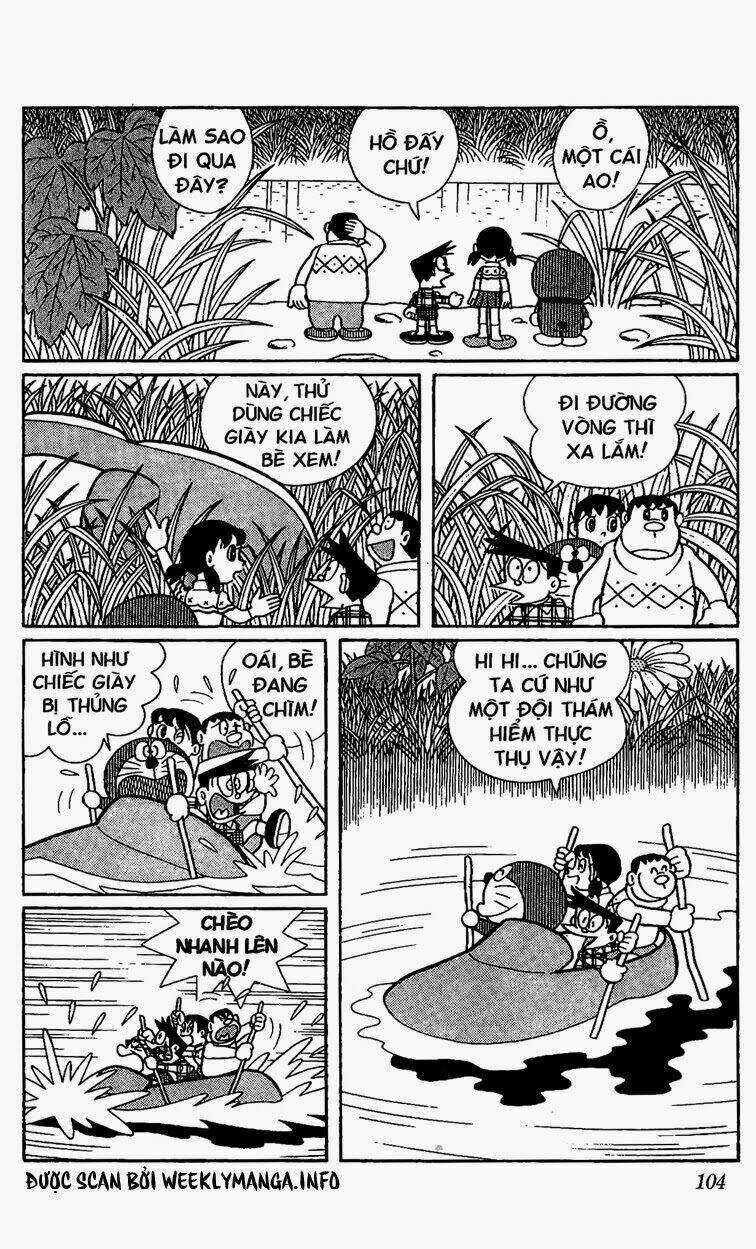 Ồ,
MỘT CÁI
AO!
HỒ ĐẤY
CHỨ!
LÀM SAO
ĐI QUA
ĐÂY?
ĐI ĐƯỜNG
VÒNG THÌ
XA LẮM!
NÀY, THỬ
DÙNG CHIẾC
GIÀY KIA LÀM
BÈ XEM!
HI HI... CHÚNG
TA CỨ NHƯ
MỘT ĐỘI THÁM
HIỂM THỰC
THỤ VẬY!
OÁI, BÈ
ĐANG
CHÌM!
HÌNH NHƯ
CHIẾC GIÀY
BỊ THỦNG
LỖ...
CHÈO
NHANH LÊN
NÀO!
ĐƯỢC SCAN BỞI WEEKLYMANGA.INFO
104